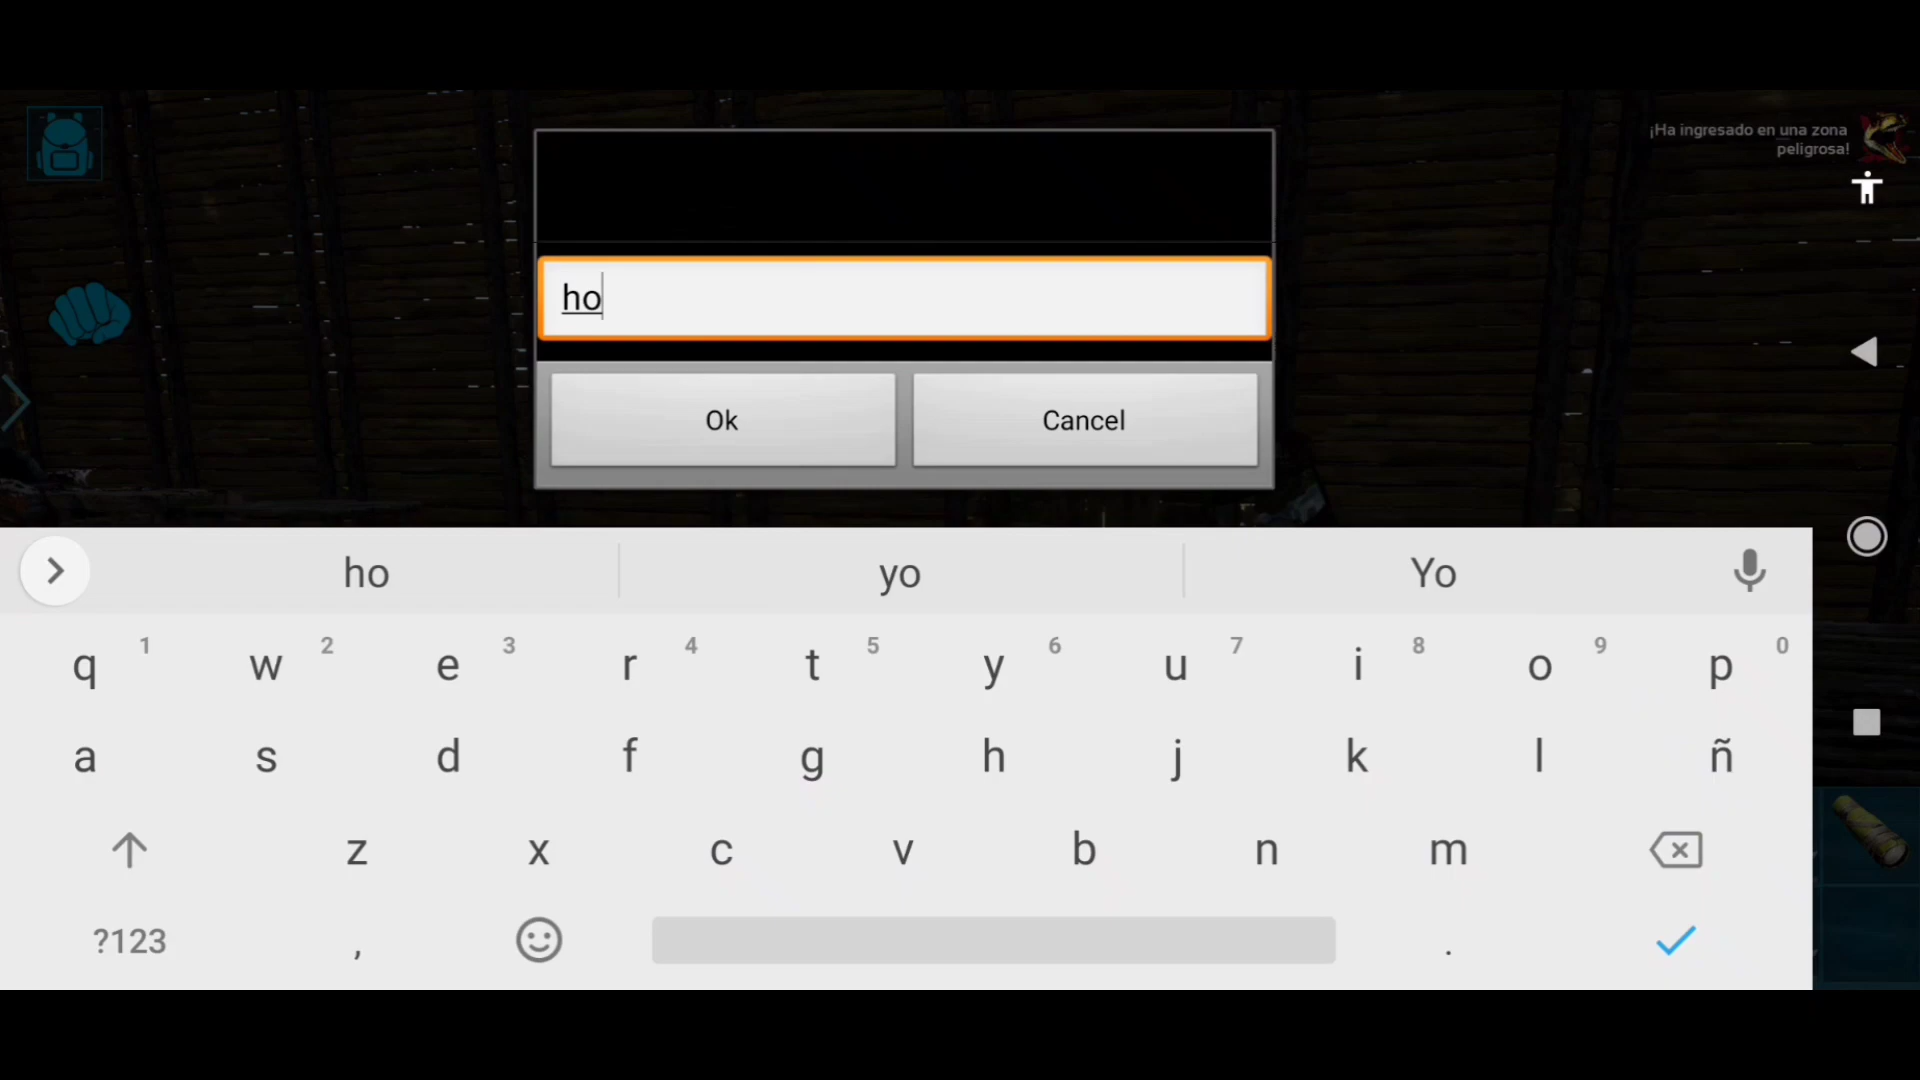 ¡Ha ingresado en una zona
peligrosa!
ho
Ok Cancel
ho yo Yo
q 1 w 2 e 3 r 4 t 5 y 6 u 7 i 8 o 9 p 0
a s d f g h j k l ñ
z x c v b n m
?123 , .